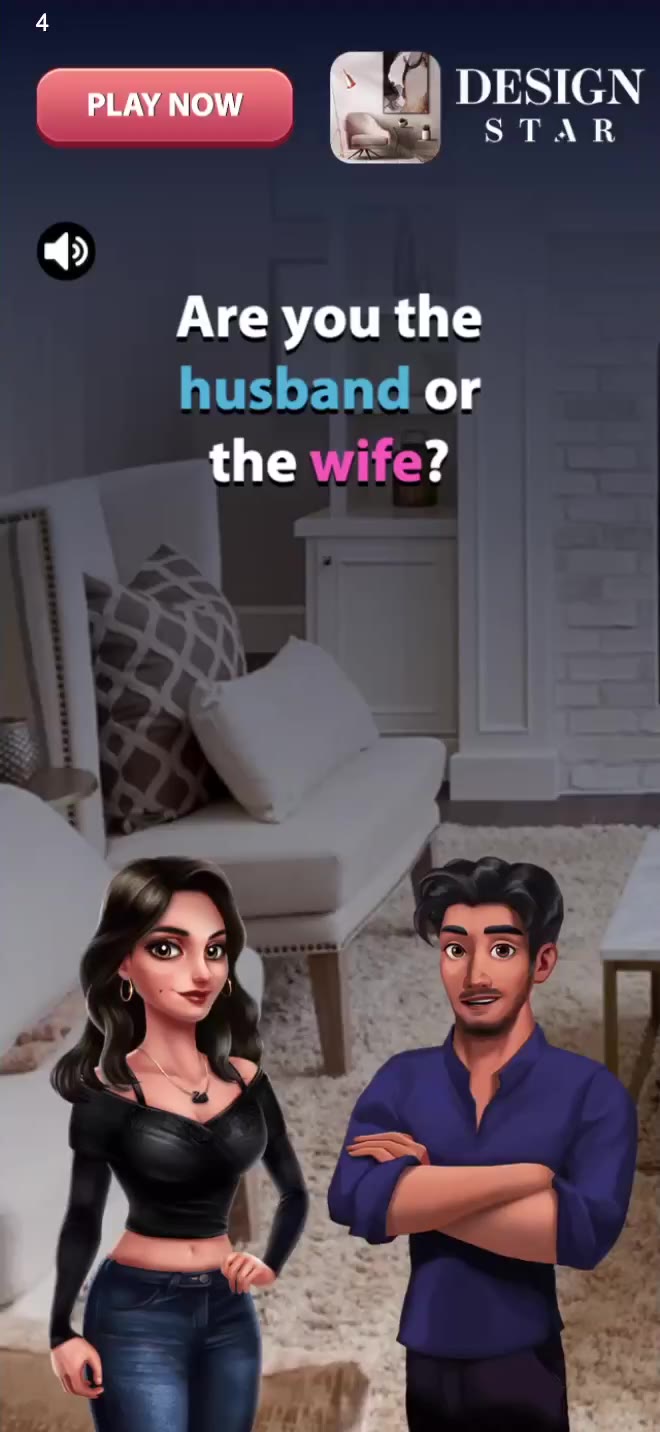 4
PLAY NOW
DESIGN
STAR
Are you the
husband or
the wife?